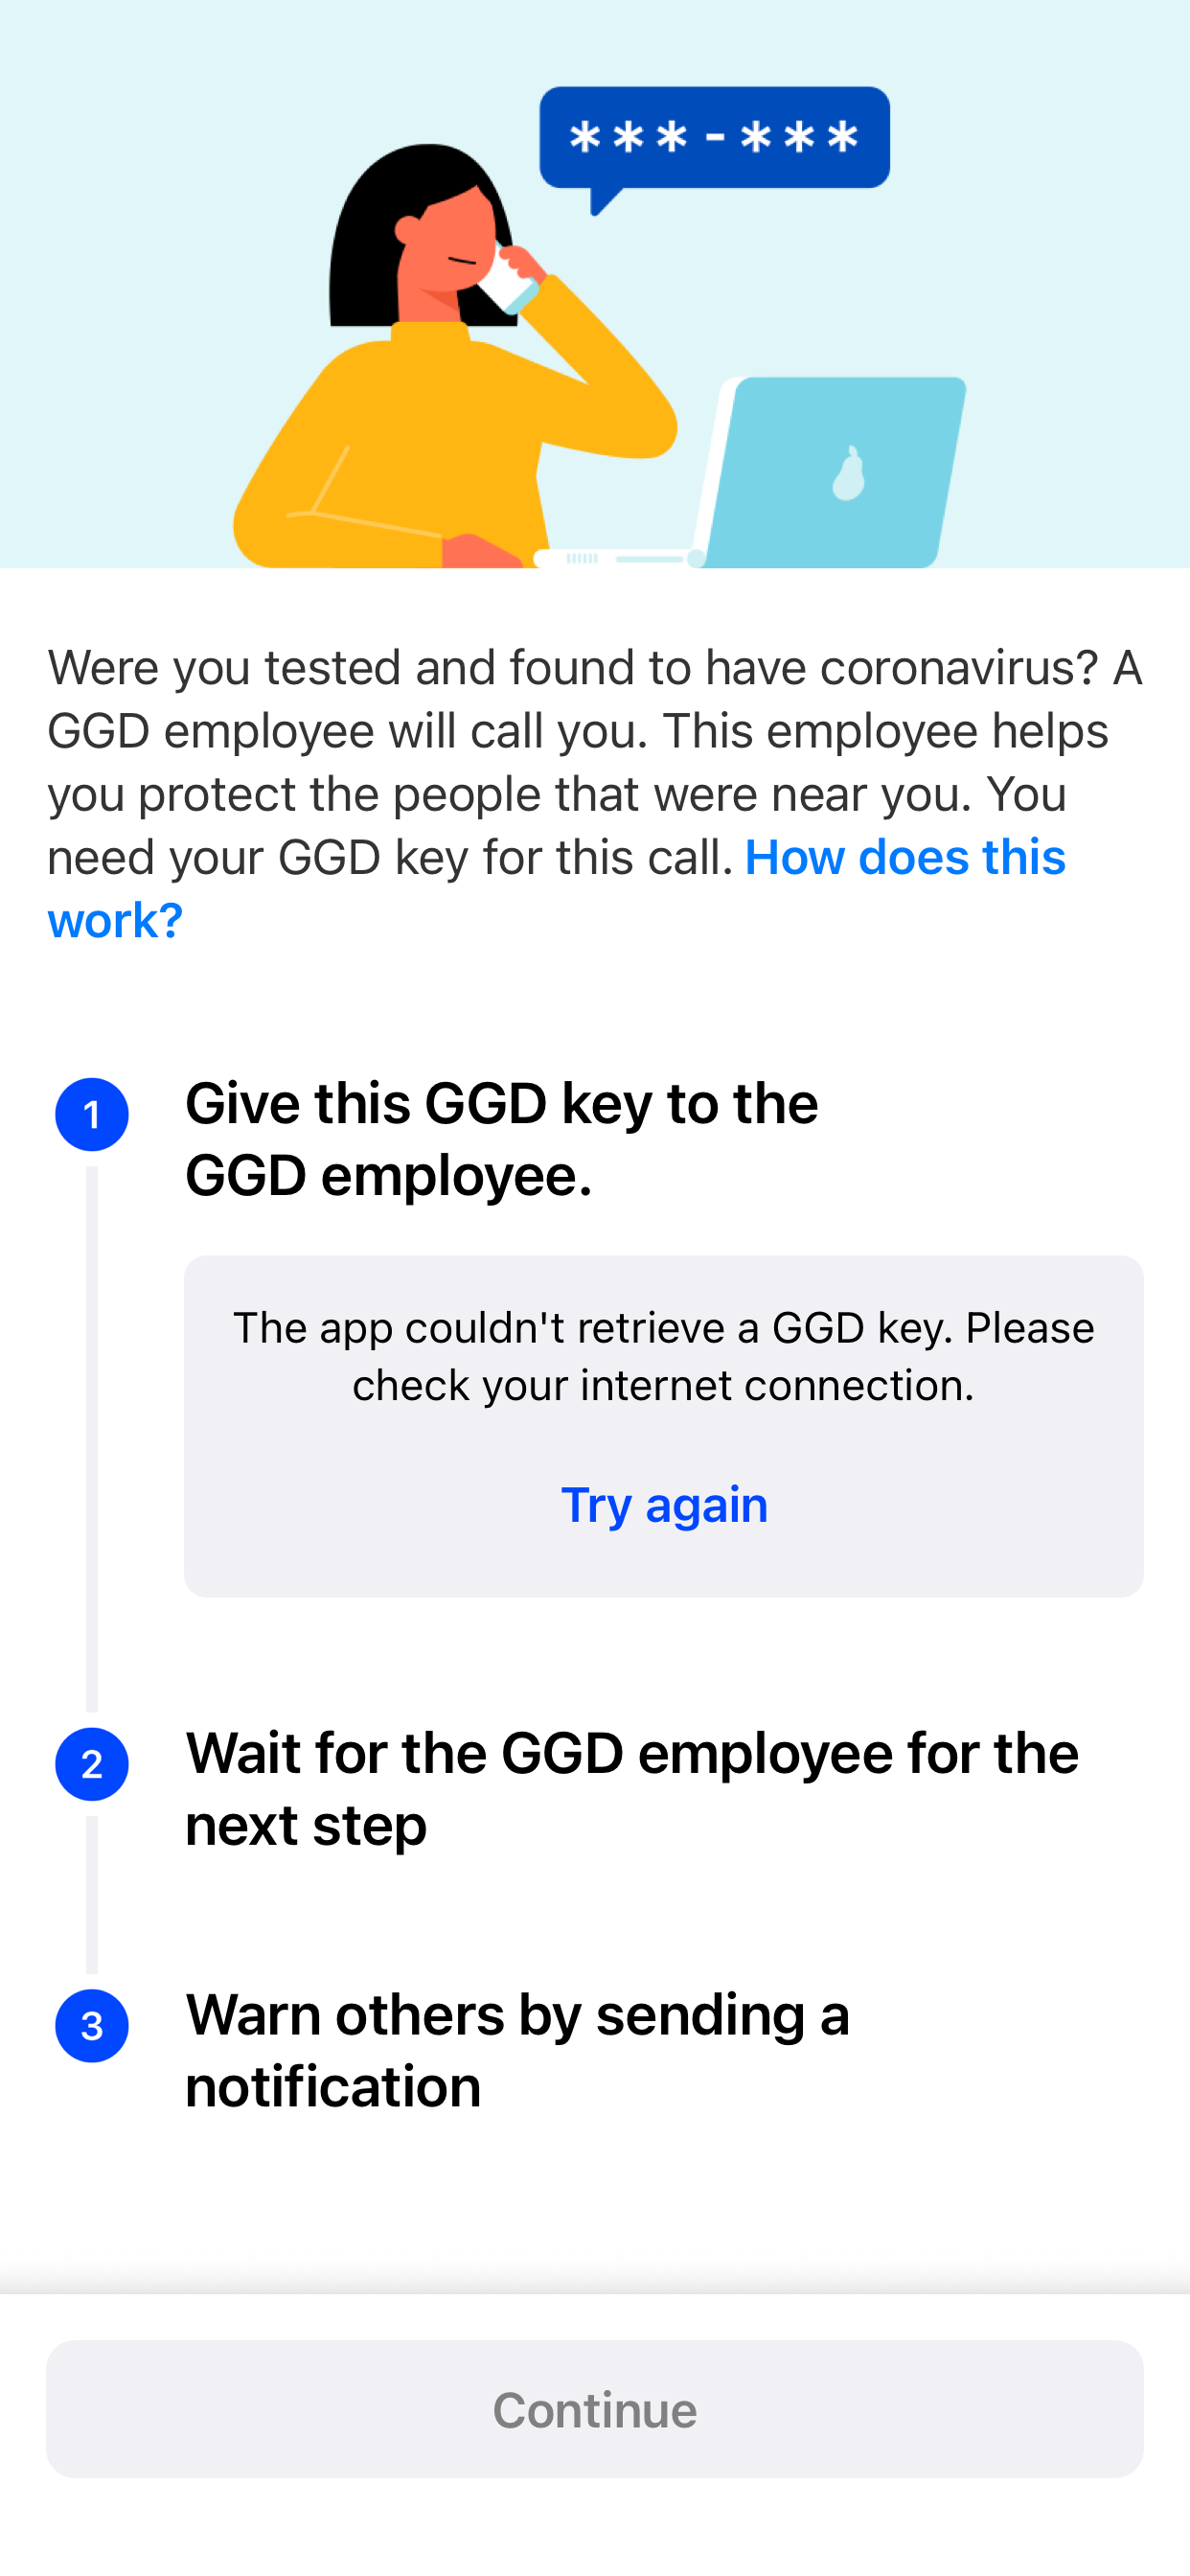 ***-***
Were you tested and found to have coronavirus? A
GGD employee will call you. This employee helps
you protect the people that were near you. You
need your GGD key for this call. How does this
work?
1
Give this GGD key to the
GGD employee.
The app couldn't retrieve a GGD key. Please
check your internet connection.
Try again
2
Wait for the GGD employee for the
next step
3
Warn others by sending a
notification
Continue